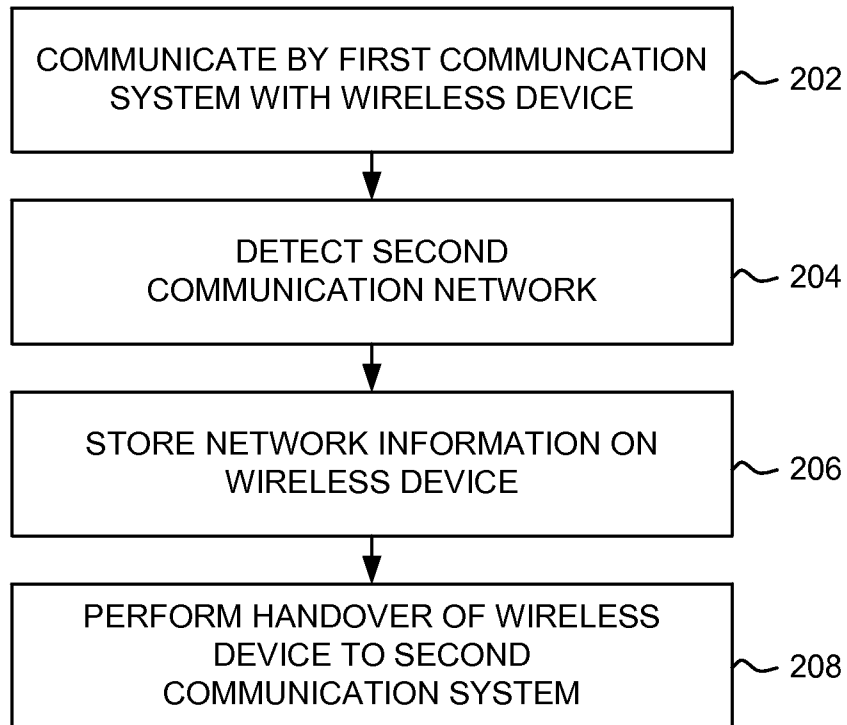 COMMUNICATE BY FIRST COMMUNCATION
SYSTEM WITH WIRELESS DEVICE
202
DETECT SECOND
COMMUNICATION NETWORK
204
STORE NETWORK INFORMATION ON
WIRELESS DEVICE
206
PERFORM HANDOVER OF WIRELESS
DEVICE TO SECOND
COMMUNICATION SYSTEM
208